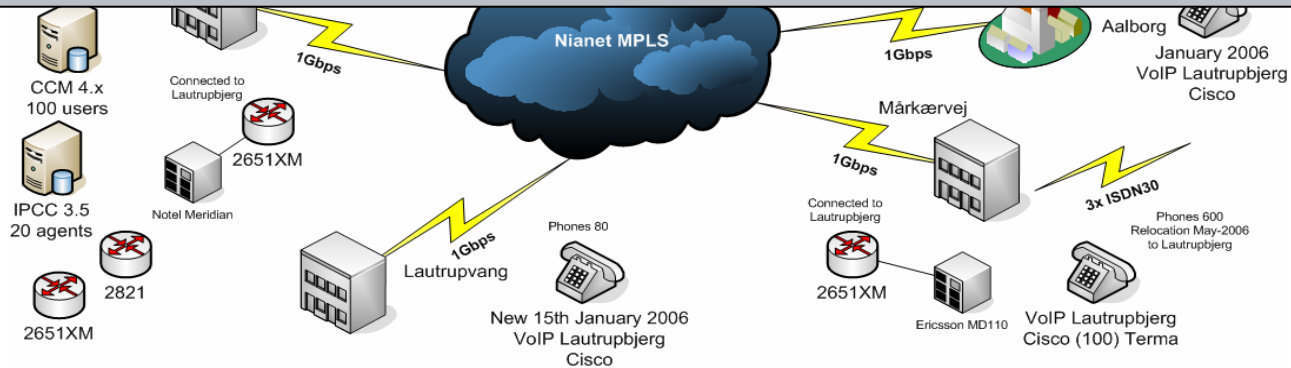 Nianet MPLS
1Gbps
1Gbps
Aalborg
January 2006
VoIP Lautrupbjerg
Cisco
CCM 4.x
100 users
Connected to
Lautrupbjerg
2651XM
Notel Meridian
IPCC 3.5
20 agents
2821
2651XM
1Gbps
Lautrupvang
Phones 80
New 15th January 2006
VoIP Lautrupbjerg
Cisco
Mårkærvej
1Gbps
3x ISDN30
Connected to
Lautrupbjerg
2651XM
Ericsson MD110
Phones 600
Relocation May-2006
to Lautrupbjerg
VoIP Lautrupbjerg
Cisco (100) Terma